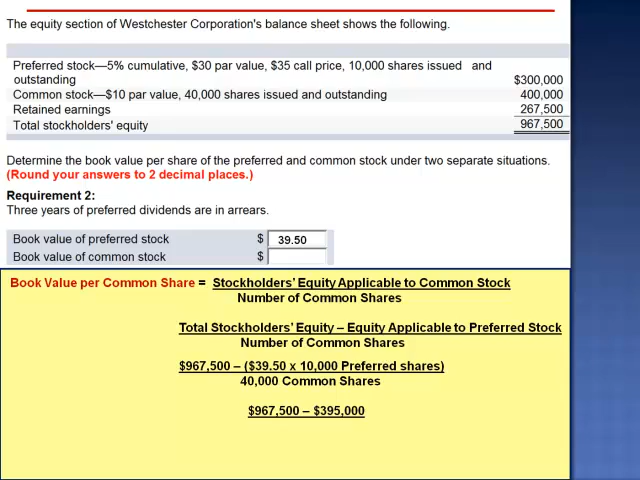 The equity section of Westchester Corporation's balance sheet shows the following.
Preferred stock—5% cumulative, $30 par value, $35 call price, 10,000 shares issued and
outstanding $300,000
Common stock—$10 par value, 40,000 shares issued and outstanding 400,000
Retained earnings 267,500
Total stockholders' equity 967,500
Determine the book value per share of the preferred and common stock under two separate situations.
(Round your answers to 2 decimal places.)
Requirement 2:
Three years of preferred dividends are in arrears.
Book value of preferred stock $ 39.50
Book value of common stock $
Book Value per Common Share = Stockholders' Equity Applicable to Common Stock
Number of Common Shares
Total Stockholders' Equity – Equity Applicable to Preferred Stock
Number of Common Shares
$967,500 – ($39.50 x 10,000 Preferred shares)
40,000 Common Shares
$967,500 – $395,000